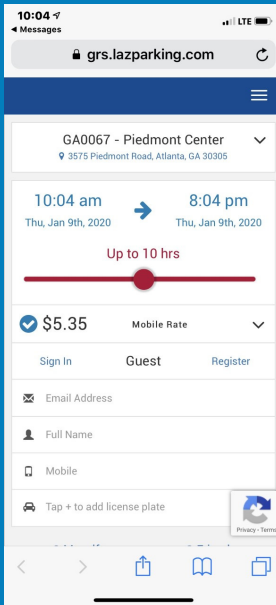 10:04
LTE
Messages
grs.lazparking.com
GA0067 - Piedmont Center
3575 Piedmont Road, Atlanta, GA 30305
10:04 am
8:04 pm
Thu, Jan 9th, 2020
Thu, Jan 9th, 2020
Up to 10 hrs
$5.35
Mobile Rate
Sign In
Guest
Register
Email Address
Full Name
Mobile
Tap + to add license plate
Privacy - Terms